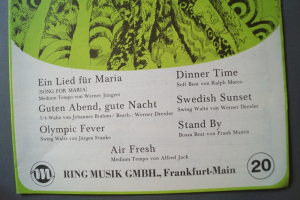 Ein Lied für Maria
(SONG FOR MARIA)
Medium Tempo von Werner Jungert
Guten Abend, gute Nacht
3/4-Waltz von Johannes Brahms / Bearb.: Werner Drexler
Olympic Fever
Swing Waltz von Jürgen Franke
Dinner Time
Soft Beat von Ralph Marco
Swedish Sunset
Swing Waltz von Werner Drexler
Stand By
Bossa Beat von Frank Martin
Air Fresh
Medium Tempo von Alfred Jack
m RING MUSIK GMBH., Frankfurt-Main 20